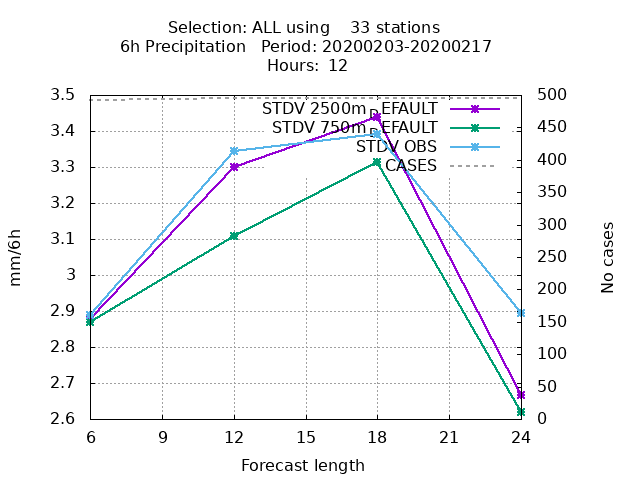 Selection: ALL using 33 stations
6h Precipitation Period: 20200203-20200217
Hours: 12
3.5
3.4
3.3
3.2
3.1
3
2.9
2.8
2.7
2.6
500
450
400
350
300
250
200
150
100
50
0
STDV 2500m_DEFAULT
STDV 750m_DEFAULT
STDV OBS
CASES
mm/6h
No cases
6 9 12 15 18 21 24
Forecast length